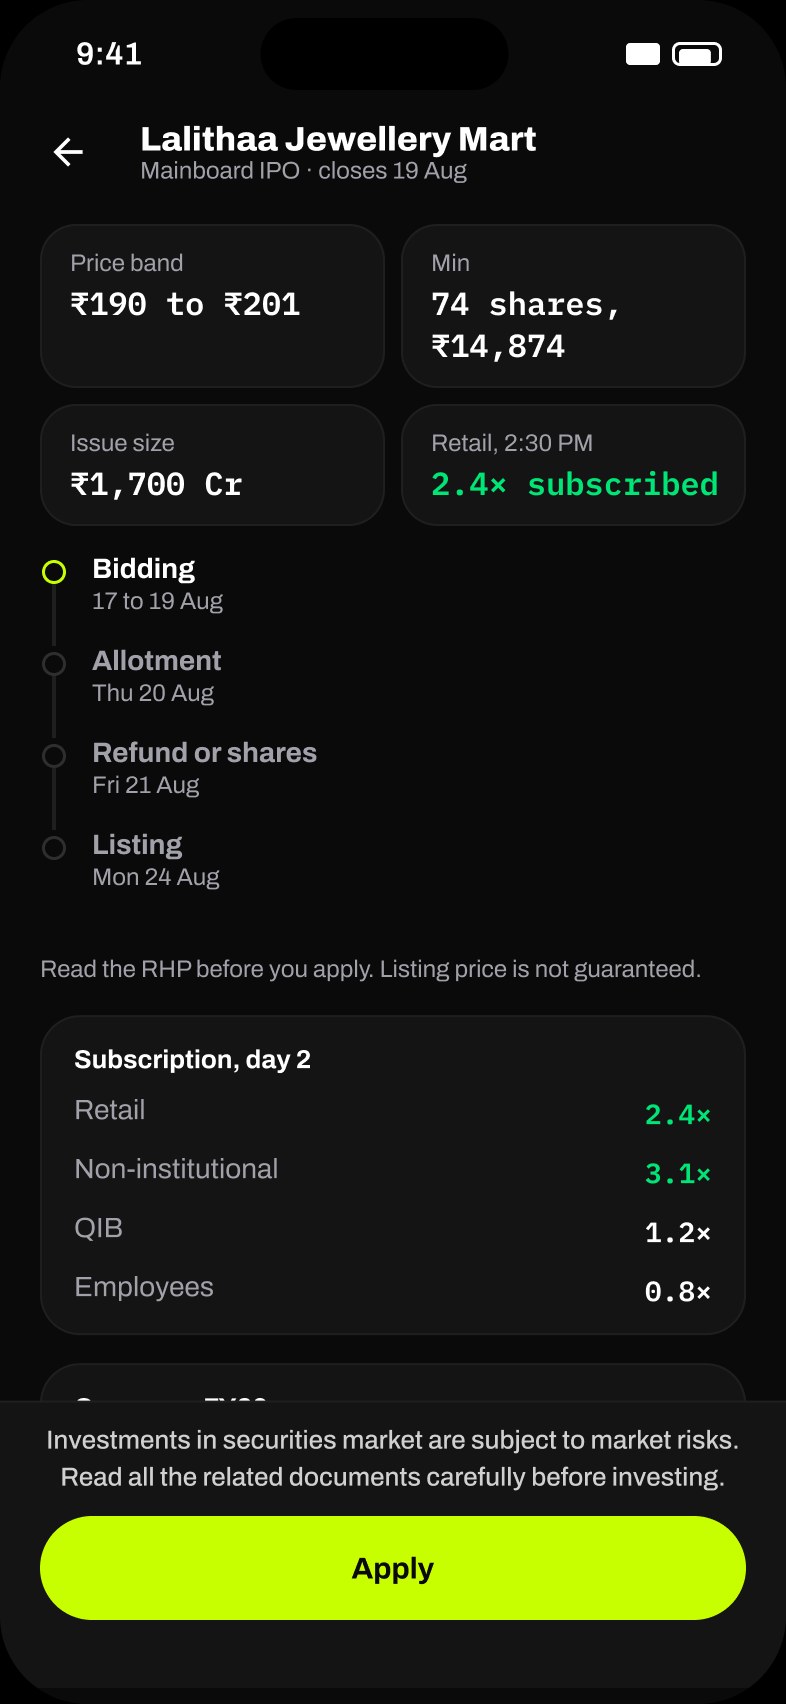 9:41
Lalithaa Jewellery Mart
Mainboard IPO · closes 19 Aug
Price band
₹190 to ₹201
Min
74 shares,
₹14,874
Issue size
₹1,700 Cr
Retail, 2:30 PM
2.4× subscribed
Bidding
17 to 19 Aug
Allotment
Thu 20 Aug
Refund or shares
Fri 21 Aug
Listing
Mon 24 Aug
Read the RHP before you apply. Listing price is not guaranteed.
Subscription, day 2
Retail 2.4×
Non-institutional 3.1×
QIB 1.2×
Employees 0.8×
Investments in securities market are subject to market risks.
Read all the related documents carefully before investing.
Apply